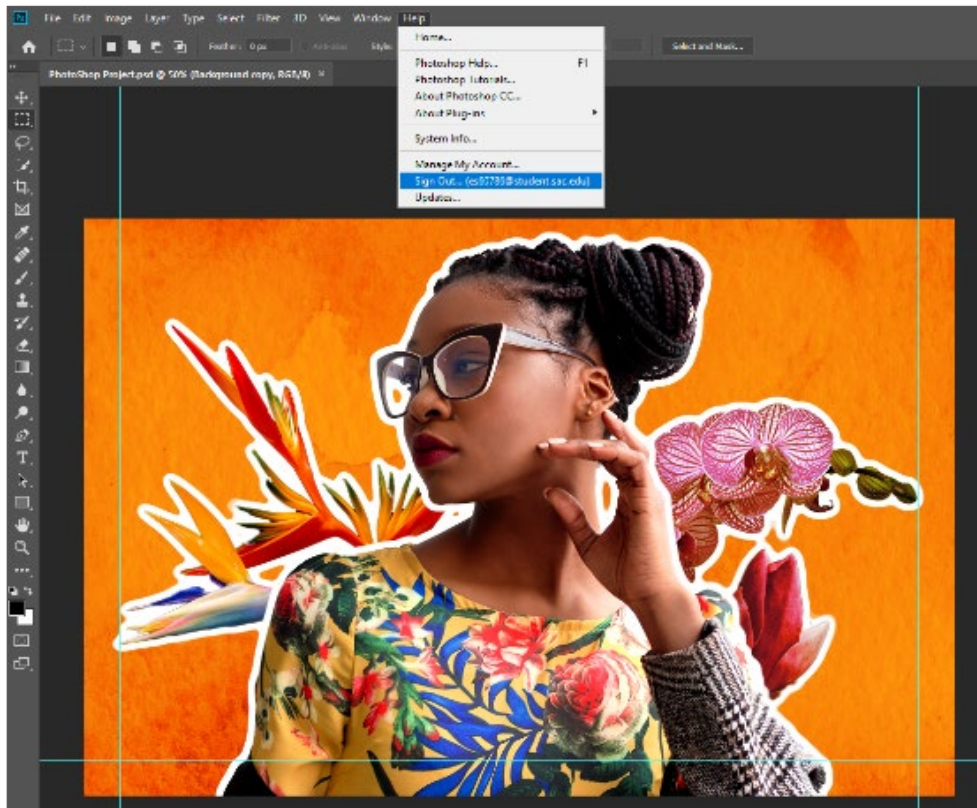 Ps File Edit Image Layer Type Select Filter 3D View Window Help
Feather: 0 px Anti-alias Style: Select and Mask...
PhotoShop Project.psd @ 50% (Background copy, RGB/8) ×
Home...
Photoshop Help... F1
Photoshop Tutorials...
About Photoshop CC...
About Plug-ins
System Info...
Manage My Account...
Sign Out... (es95786@student.sac.edu)
Updates...